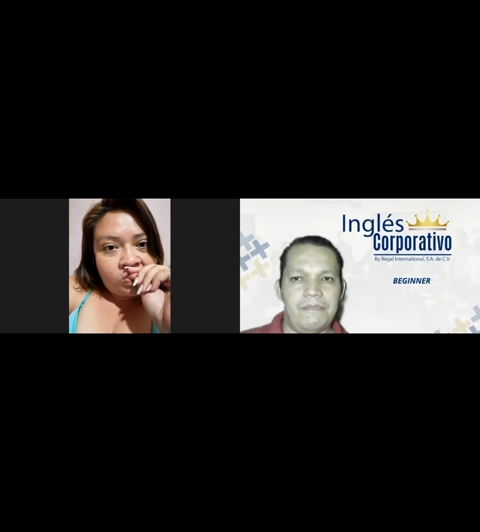 Inglés
Corporativo
By Regal International, S.A. de C.V.
BEGINNER